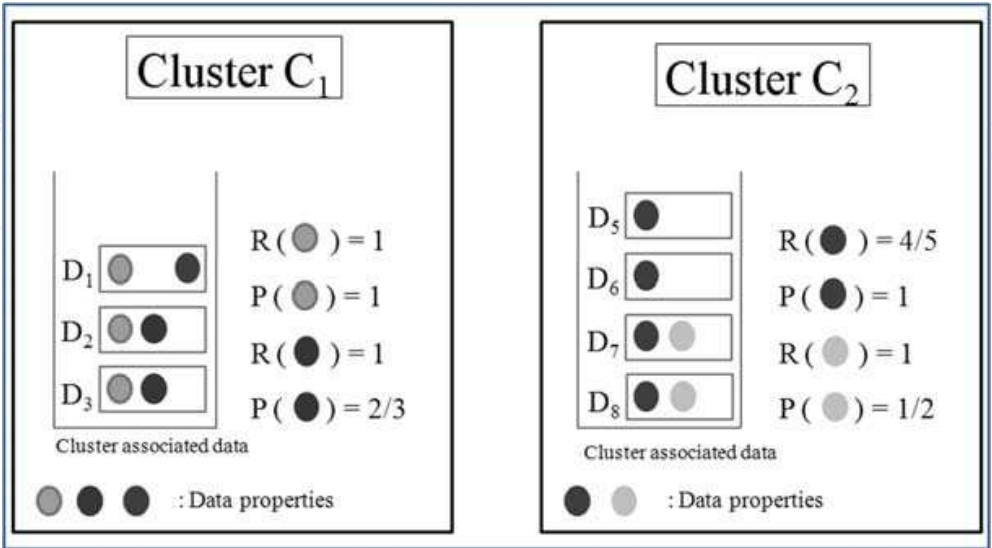 Cluster C₁
D₁
D₂
D₃
R ( ) = 1
P ( ) = 1
R ( ) = 1
P ( ) = 2/3
Cluster associated data
: Data properties
Cluster C₂
D₅
D₆
D₇
D₈
R ( ) = 4/5
P ( ) = 1
R ( ) = 1
P ( ) = 1/2
Cluster associated data
: Data properties